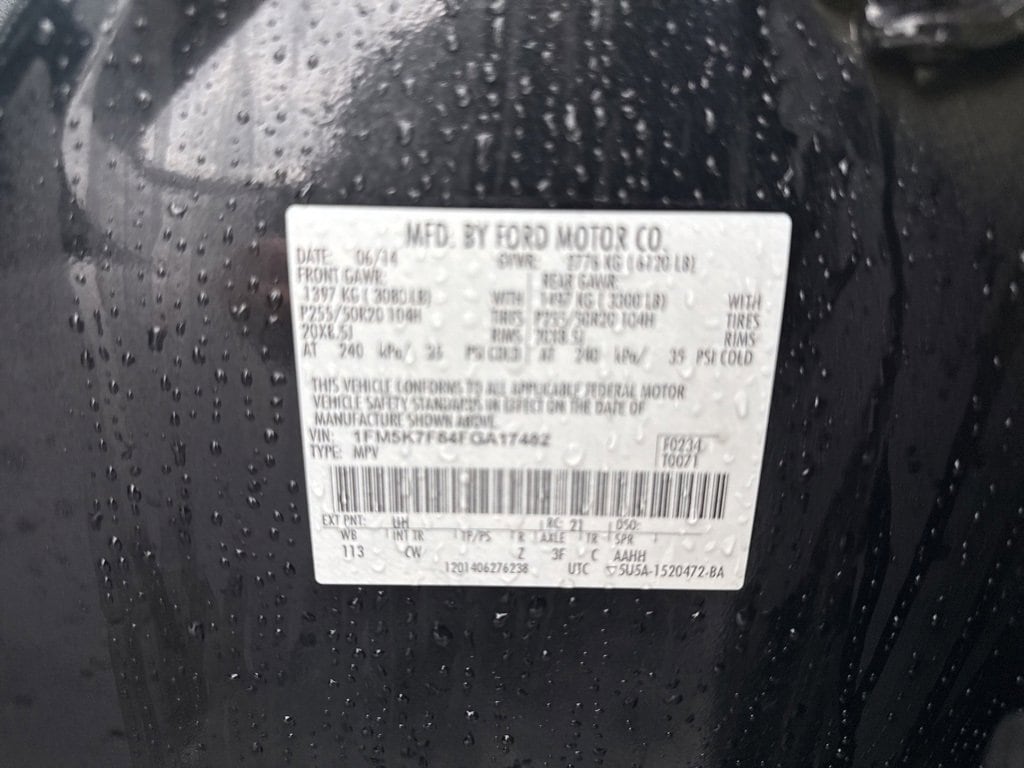 MFD. BY FORD MOTOR CO.
DATE: 06/14 GVWR: 2776 KG (6120 LB)
FRONT GAWR: REAR GAWR:
1397 KG (3080LB) WITH 1497 KG (3300 LB) WITH
P255/50R20 104H TIRES P255/50R20 104H TIRES
20X8.5J RIMS 20X8.5J RIMS
AT 240 kPa/ 35 PSI COLD AT 240 kPa/ 35 PSI COLD
THIS VEHICLE CONFORMS TO ALL APPLICABLE FEDERAL MOTOR
VEHICLE SAFETY STANDARDS IN EFFECT ON THE DATE OF
MANUFACTURE SHOWN ABOVE.
VIN: 1FM5K7F84FGA17482 F0234
TYPE: MPV T0071
EXT PNT: UH RC: 21 DSO:
WB INT TR TP/PS R AXLE TR SPR
113 CW Z 3F C AAHH
1201406276238 UTC ▽5U5A-1520472-BA